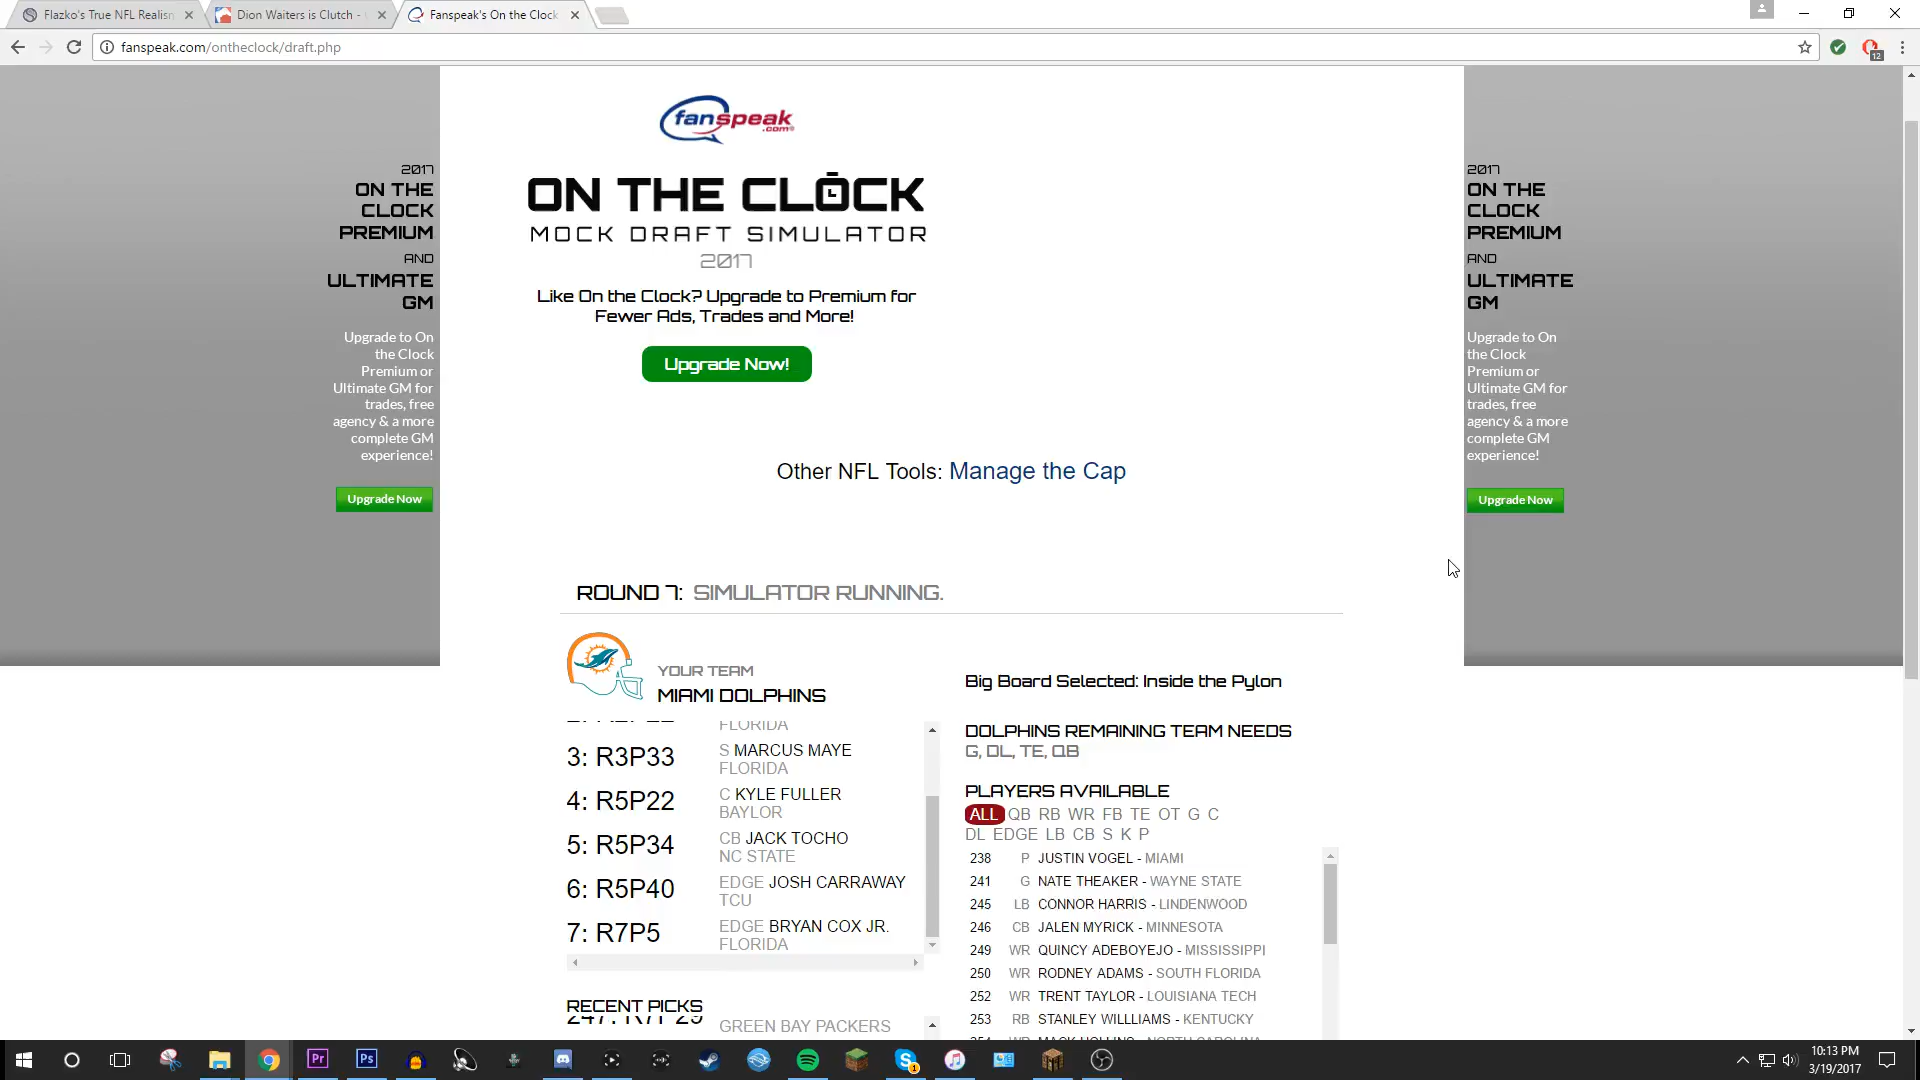 Flazko's True NFL Realism
Dion Waiters is Clutch -
Fanspeak's On the Clock
fanspeak.com/ontheclock/draft.php
12
fanspeak
.com
ON THE CLOCK
MOCK DRAFT SIMULATOR
2017
Like On the Clock? Upgrade to Premium for
Fewer Ads, Trades and More!
Upgrade Now!
2017
ON THE
CLOCK
PREMIUM
AND
ULTIMATE
GM
Upgrade to On
the Clock
Premium or
Ultimate GM for
trades, free
agency & a more
complete GM
experience!
Upgrade Now
2017
ON THE
CLOCK
PREMIUM
AND
ULTIMATE
GM
Upgrade to On
the Clock
Premium or
Ultimate GM for
trades, free
agency & a more
complete GM
experience!
Upgrade Now
Other NFL Tools: Manage the Cap
ROUND 7: SIMULATOR RUNNING.
YOUR TEAM
MIAMI DOLPHINS
FLORIDA
3: R3P33 S MARCUS MAYE
FLORIDA
4: R5P22 C KYLE FULLER
BAYLOR
5: R5P34 CB JACK TOCHO
NC STATE
6: R5P40 EDGE JOSH CARRAWAY
TCU
7: R7P5 EDGE BRYAN COX JR.
FLORIDA
RECENT PICKS
GREEN BAY PACKERS
Big Board Selected: Inside the Pylon
DOLPHINS REMAINING TEAM NEEDS
G, DL, TE, QB
PLAYERS AVAILABLE
ALL QB RB WR FB TE OT G C
DL EDGE LB CB S K P
238 P JUSTIN VOGEL - MIAMI
241 G NATE THEAKER - WAYNE STATE
245 LB CONNOR HARRIS - LINDENWOOD
246 CB JALEN MYRICK - MINNESOTA
249 WR QUINCY ADEBOYEJO - MISSISSIPPI
250 WR RODNEY ADAMS - SOUTH FLORIDA
252 WR TRENT TAYLOR - LOUISIANA TECH
253 RB STANLEY WILLLIAMS - KENTUCKY
Pr
Ps
1
10:13 PM
3/19/2017